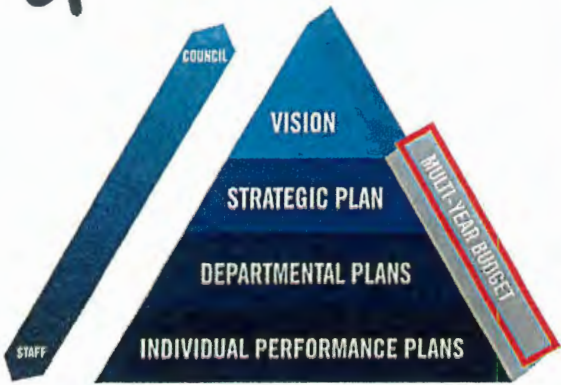 COUNCIL
VISION
STRATEGIC PLAN
MULTI-YEAR BUDGET
DEPARTMENTAL PLANS
INDIVIDUAL PERFORMANCE PLANS
STAFF